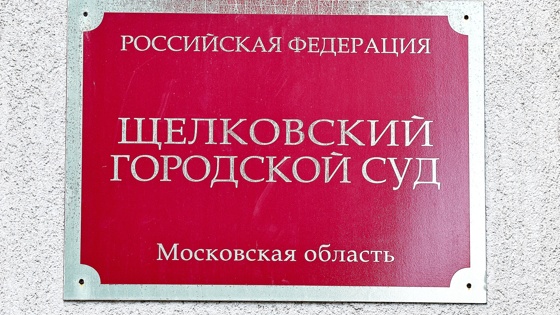 РОССИЙСКАЯ ФЕДЕРАЦИЯ
ЩЕЛКОВСКИЙ
ГОРОДСКОЙ СУД
Московская область